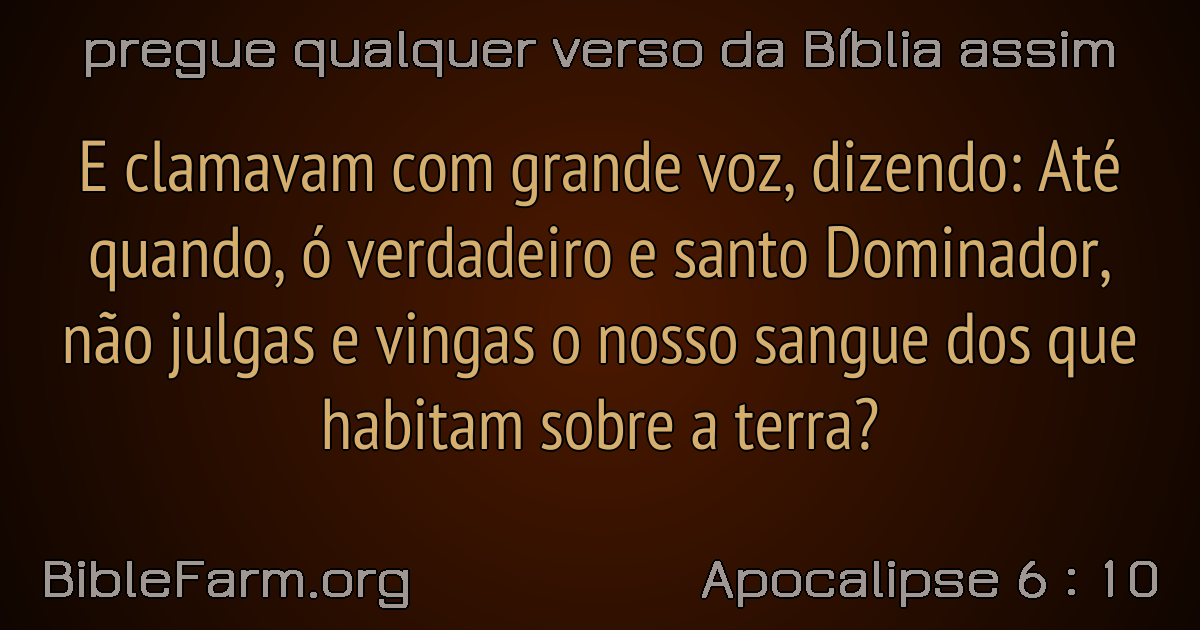 pregue qualquer verso da Bíblia assim
E clamavam com grande voz, dizendo: Até
quando, ó verdadeiro e santo Dominador,
não julgas e vingas o nosso sangue dos que
habitam sobre a terra?
BibleFarm.org
Apocalipse 6 : 10